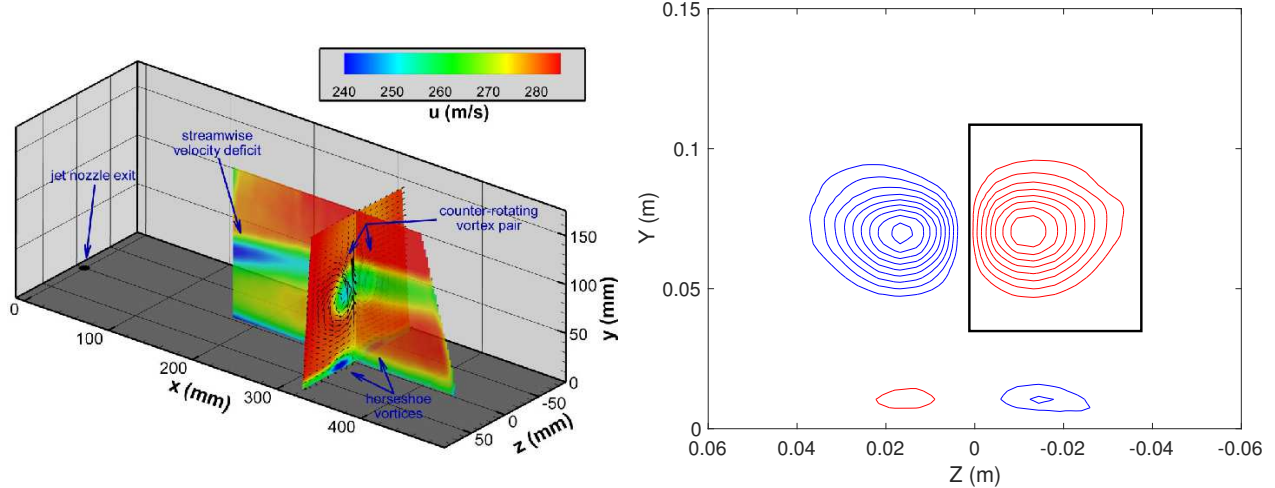 240 250 260 270 280
u (m/s)
streamwise
velocity deficit
jet nozzle exit
counter-rotating
vortex pair
150
100
50
0
y (mm)
0
100
200
300
400
x (mm)
horseshoe
vortices
-50
0
50
z (mm)
0.15
0.1
0.05
0
Y (m)
0.06 0.04 0.02 0 -0.02 -0.04 -0.06
Z (m)